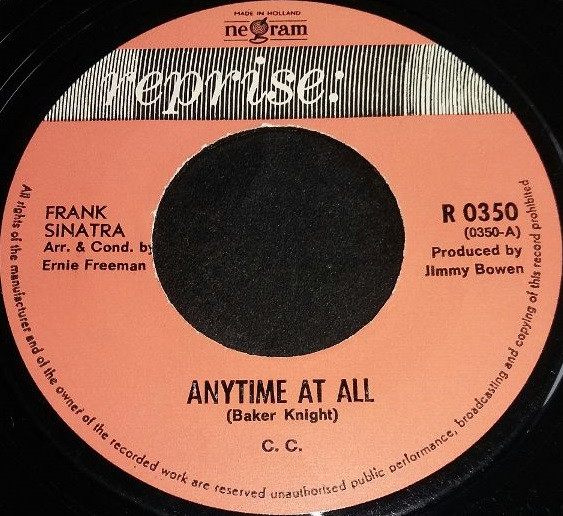 MADE IN HOLLAND
negram
reprise:
FRANK
SINATRA
Arr. & Cond. by
Ernie Freeman
R 0350
(0350-A)
Produced by
Jimmy Bowen
ANYTIME AT ALL
(Baker Knight)
C. C.
All rights of the manufacturer and of the owner of the recorded work are reserved unauthorised public performance, broadcasting and copying of this record prohibited